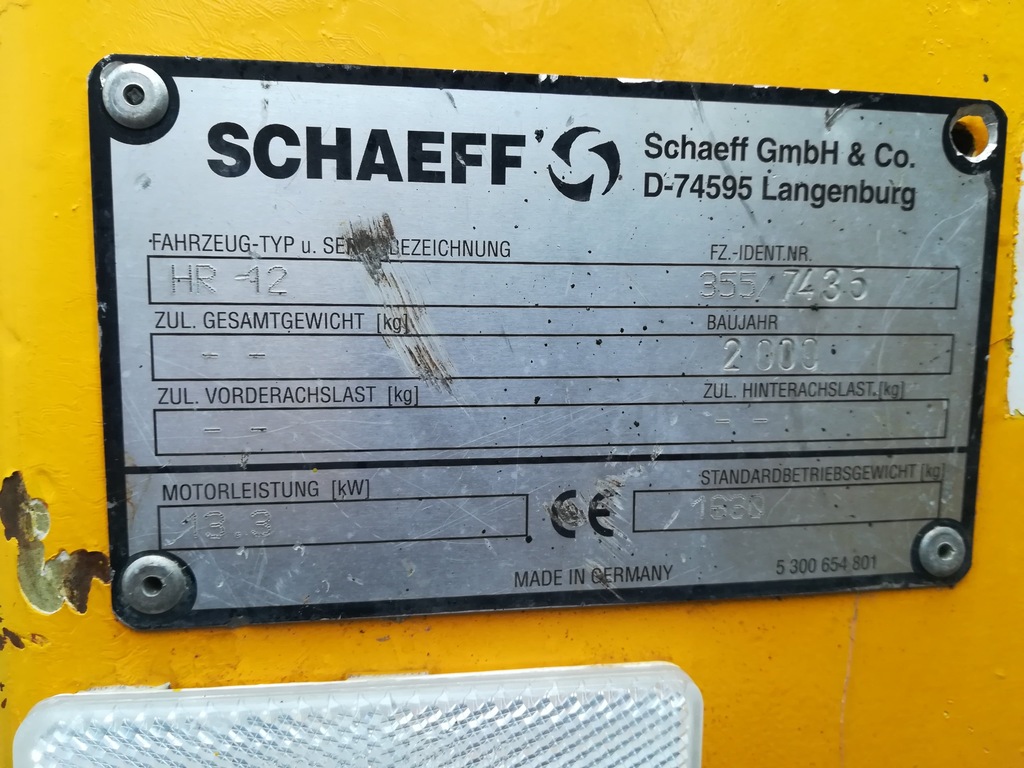 SCHAEFF
Schaeff GmbH & Co.
D-74595 Langenburg
FAHRZEUG-TYP u. BEZEICHNUNG FZ.-IDENT.NR.
HR 12 355/7435
ZUL. GESAMTGEWICHT [kg] BAUJAHR
- - 2000
ZUL. VORDERACHSLAST [kg] ZUL. HINTERACHSLAST [kg]
- - - -
MOTORLEISTUNG [kW] STANDARDBETRIEBSGEWICHT [kg]
13.3 CE
MADE IN GERMANY 5 300 654 801